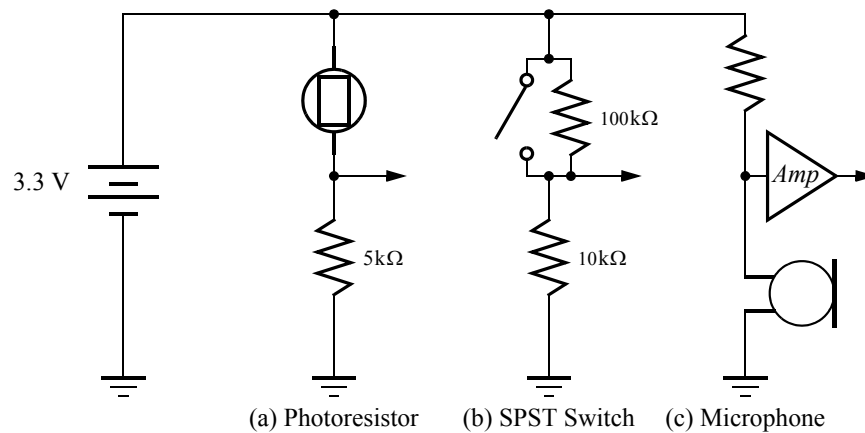 100kΩ
3.3 V
Amp
5kΩ
10kΩ
(a) Photoresistor
(b) SPST Switch
(c) Microphone